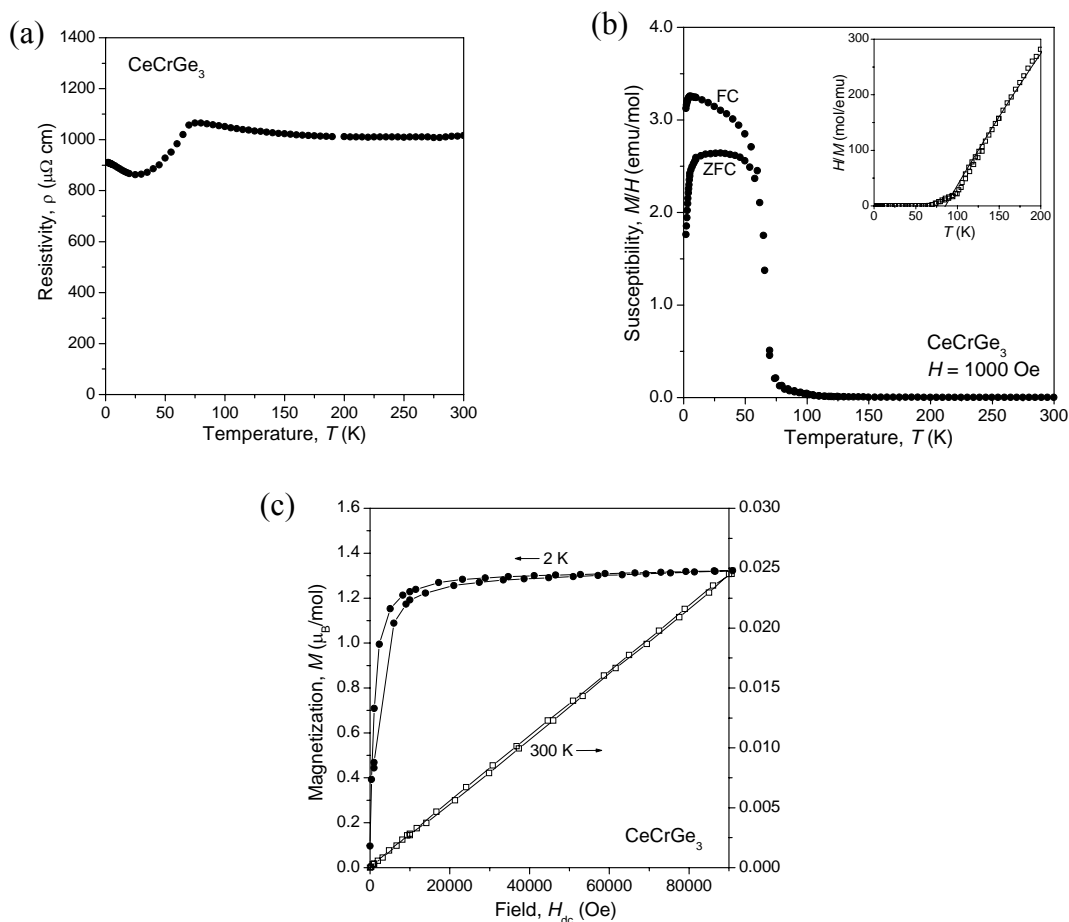 (a)
1400
1200
1000
800
600
400
200
0
CeCrGe3
Resistivity, ρ (μΩ cm)
0 50 100 150 200 250 300
Temperature, T (K)
(b)
4.0
3.0
2.0
1.0
0.0
FC
ZFC
Susceptibility, M/H (emu/mol)
0 50 100 150 200 250 300
Temperature, T (K)
300
200
100
0
H/M (mol/emu)
0 50 100 150 200
T (K)
CeCrGe3
H = 1000 Oe
(c)
1.6
1.4
1.2
1.0
0.8
0.6
0.4
0.2
0.0
Magnetization, M (μB/mol)
2 K
300 K
0.030
0.025
0.020
0.015
0.010
0.005
0.000
CeCrGe3
0 20000 40000 60000 80000
Field, Hdc (Oe)